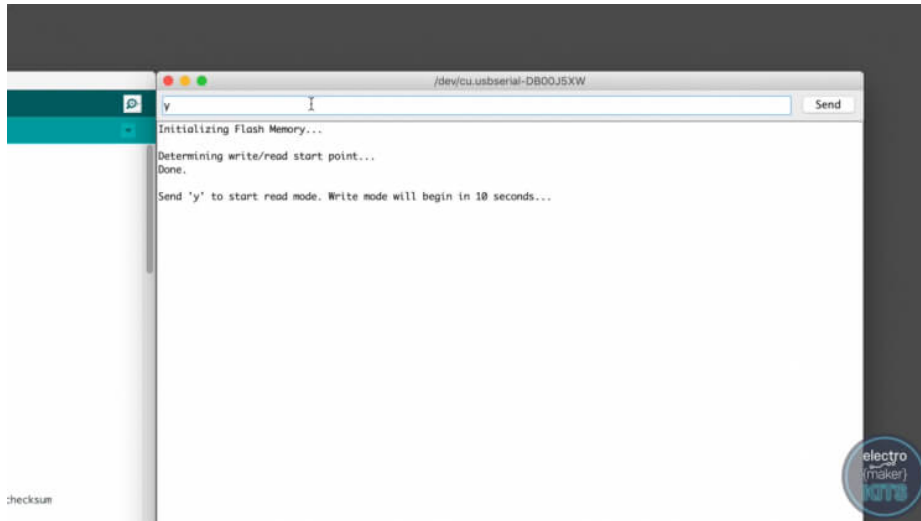 /dev/cu.usbserial-DB00J5XW
y
Send
Initializing Flash Memory...
Determining write/read start point...
Done.
Send 'y' to start read mode. Write mode will begin in 10 seconds...
checksum
electro
{maker}
KITS